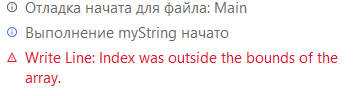 Отладка начата для файла: Main
Выполнение myString начато
Write Line: Index was outside the bounds of the
array.